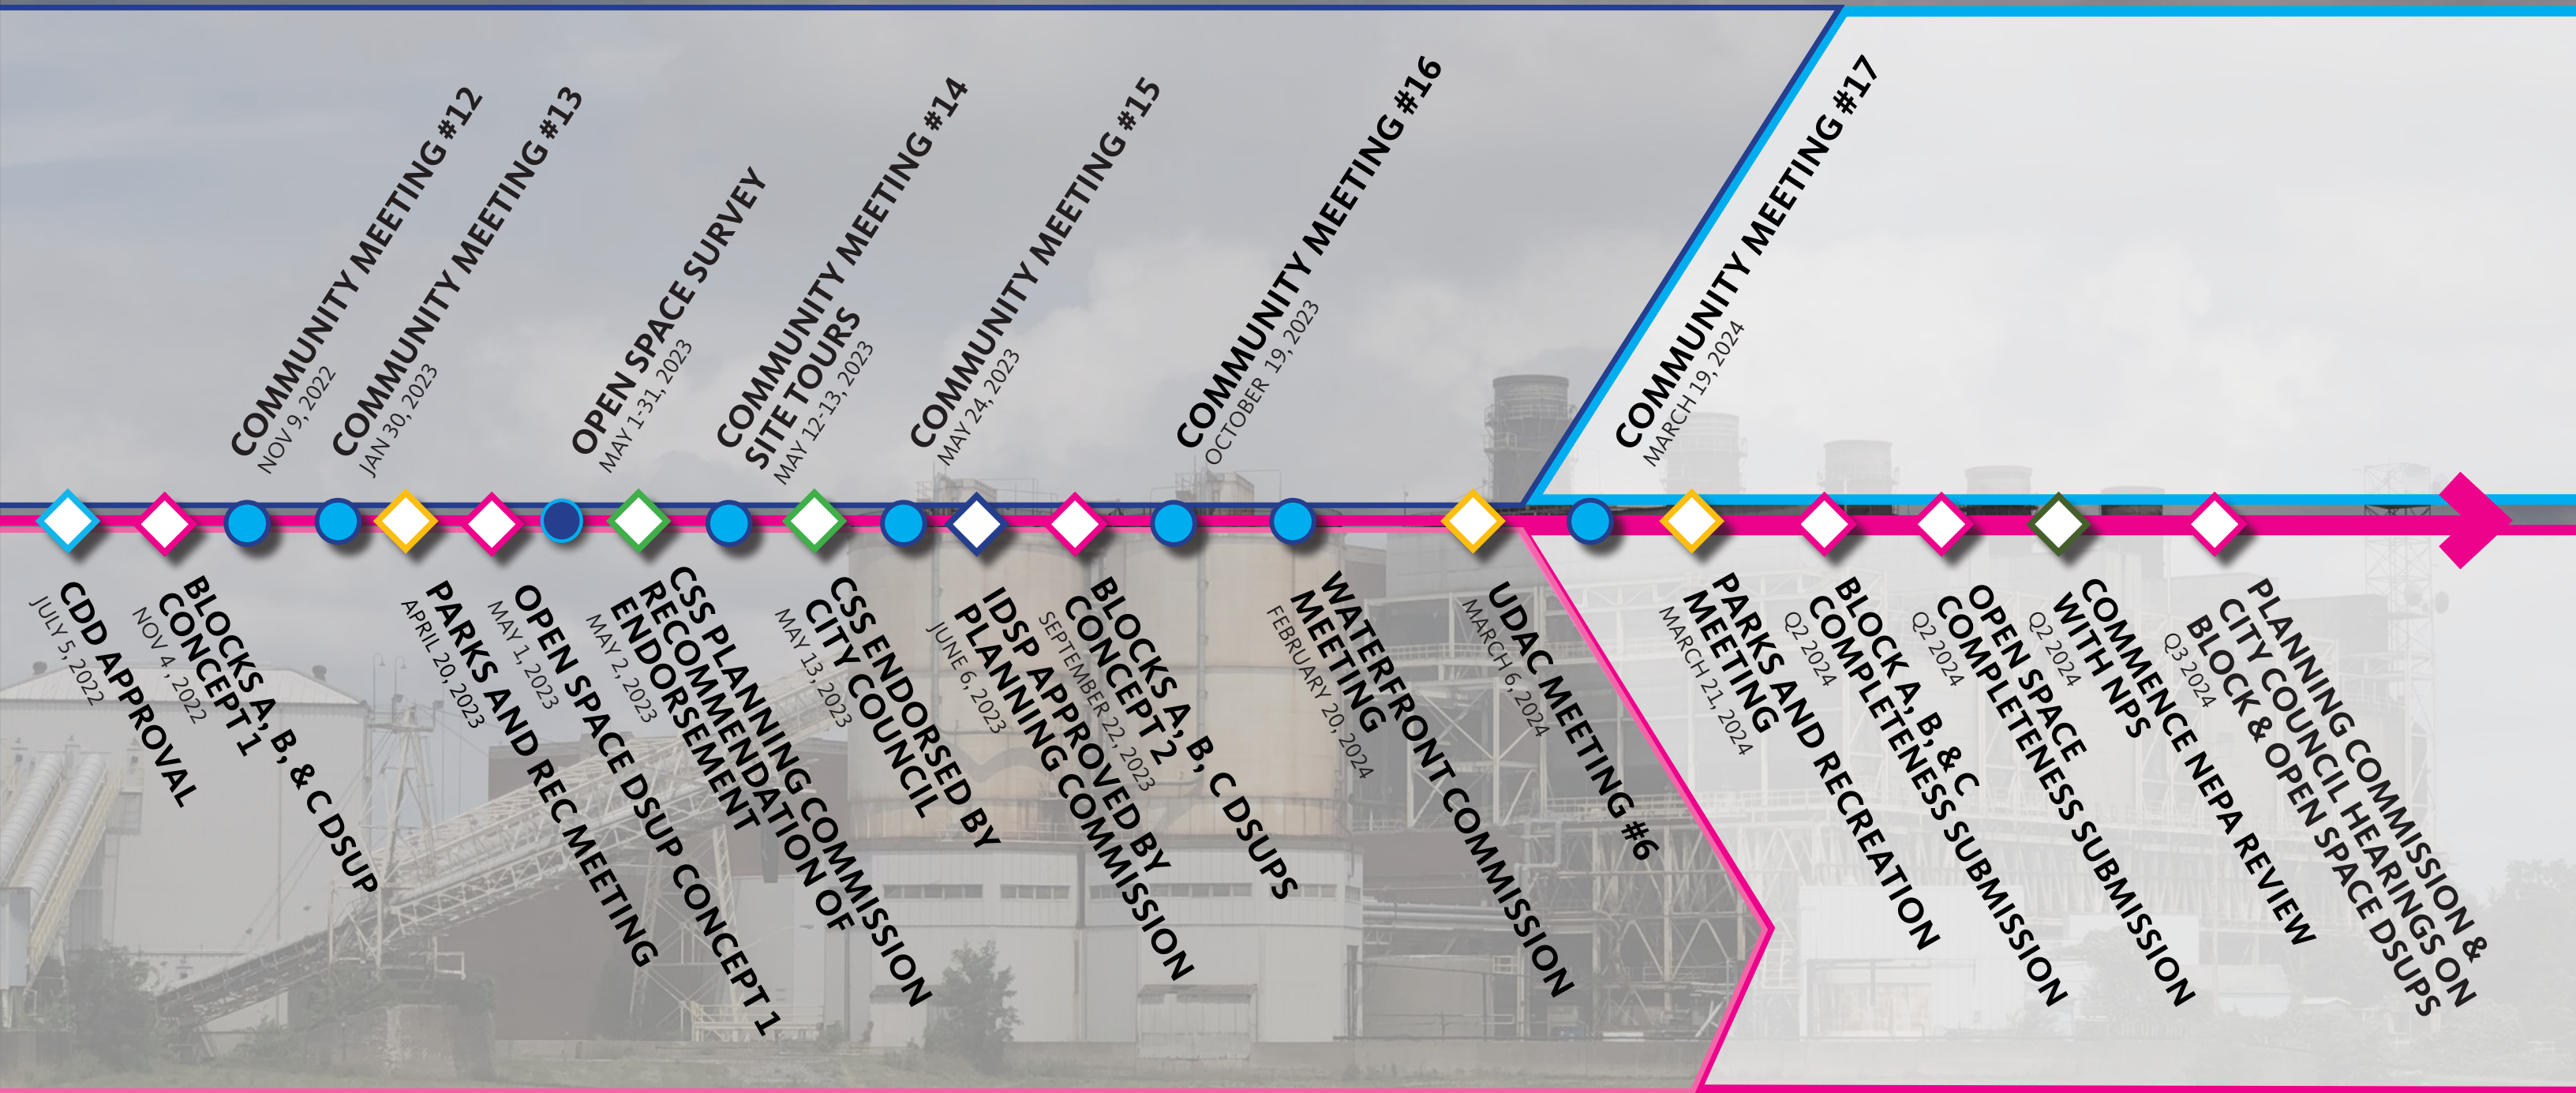 COMMUNITY MEETING #12
NOV 9, 2022
COMMUNITY MEETING #13
JAN 30, 2023
OPEN SPACE SURVEY
MAY 1-31, 2023
COMMUNITY MEETING #14
SITE TOURS
MAY 12-13, 2023
COMMUNITY MEETING #15
MAY 24, 2023
COMMUNITY MEETING #16
OCTOBER 19, 2023
COMMUNITY MEETING #17
MARCH 19, 2024
CDD APPROVAL
JULY 5, 2022
BLOCKS A, B, & C DSUP
CONCEPT 1
NOV 4, 2022
PARKS AND REC MEETING
APRIL 20, 2023
OPEN SPACE DSUP CONCEPT 1
MAY 1, 2023
CSS PLANNING COMMISSION
RECOMMENDATION OF
ENDORSEMENT
MAY 2, 2023
CSS ENDORSED BY
CITY COUNCIL
MAY 13, 2023
IDSP APPROVED BY
PLANNING COMMISSION
JUNE 6, 2023
BLOCKS A, B, C DSUPS
CONCEPT 2
SEPTEMBER 22, 2023
WATERFRONT COMMISSION
MEETING
FEBRUARY 20, 2024
UDAC MEETING #6
MARCH 6, 2024
PARKS AND RECREATION
MEETING
MARCH 21, 2024
BLOCK A, B, & C
COMPLETENESS SUBMISSION
Q2 2024
OPEN SPACE
COMPLETENESS SUBMISSION
Q2 2024
COMMENCE NEPA REVIEW
WITH NPS
Q2 2024
PLANNING COMMISSION &
CITY COUNCIL HEARINGS ON
BLOCK & OPEN SPACE DSUPS
Q3 2024